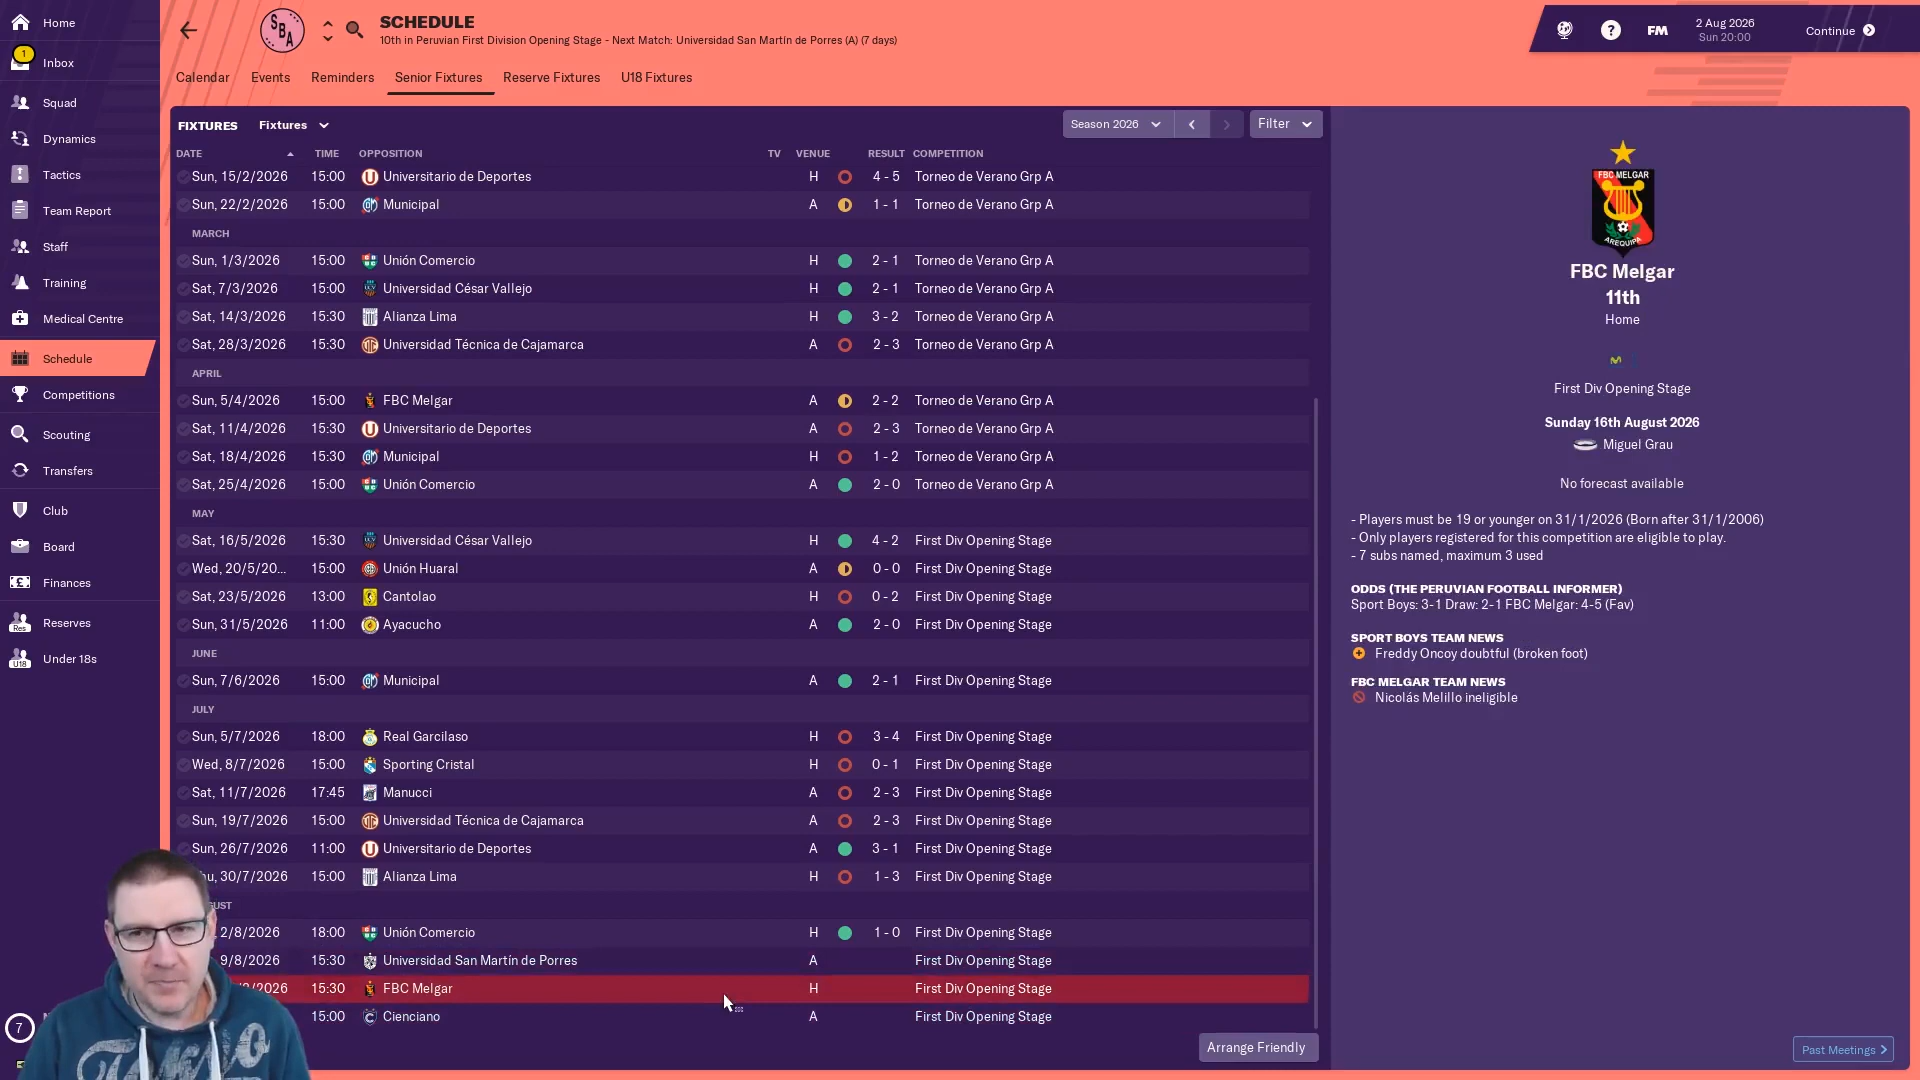 Home
1
Inbox
Squad
Dynamics
Tactics
Team Report
Staff
Training
Medical Centre
Schedule
Competitions
Scouting
Transfers
Club
Board
Finances
Res
Reserves
U18
Under 18s
7
SBA
SCHEDULE
10th in Peruvian First Division Opening Stage - Next Match: Universidad San Martín de Porres (A) (7 days)
? FM
2 Aug 2026
Sun 20:00
Continue
Calendar Events Reminders Senior Fixtures Reserve Fixtures U18 Fixtures
FIXTURES Fixtures Season 2026 Filter
DATE TIME OPPOSITION TV VENUE RESULT COMPETITION
Sun, 15/2/2026 15:00 Universitario de Deportes H 4 - 5 Torneo de Verano Grp A
Sun, 22/2/2026 15:00 Municipal A 1 - 1 Torneo de Verano Grp A
MARCH
Sun, 1/3/2026 15:00 Unión Comercio H 2 - 1 Torneo de Verano Grp A
Sat, 7/3/2026 15:00 Universidad César Vallejo H 2 - 1 Torneo de Verano Grp A
Sat, 14/3/2026 15:30 Alianza Lima H 3 - 2 Torneo de Verano Grp A
Sat, 28/3/2026 15:30 Universidad Técnica de Cajamarca A 2 - 3 Torneo de Verano Grp A
APRIL
Sun, 5/4/2026 15:00 FBC Melgar A 2 - 2 Torneo de Verano Grp A
Sat, 11/4/2026 15:30 Universitario de Deportes A 2 - 3 Torneo de Verano Grp A
Sat, 18/4/2026 15:30 Municipal H 1 - 2 Torneo de Verano Grp A
Sat, 25/4/2026 15:00 Unión Comercio A 2 - 0 Torneo de Verano Grp A
MAY
Sat, 16/5/2026 15:30 Universidad César Vallejo H 4 - 2 First Div Opening Stage
Wed, 20/5/20... 15:00 Unión Huaral A 0 - 0 First Div Opening Stage
Sat, 23/5/2026 13:00 Cantolao H 0 - 2 First Div Opening Stage
Sun, 31/5/2026 11:00 Ayacucho A 2 - 0 First Div Opening Stage
JUNE
Sun, 7/6/2026 15:00 Municipal A 2 - 1 First Div Opening Stage
JULY
Sun, 5/7/2026 18:00 Real Garcilaso H 3 - 4 First Div Opening Stage
Wed, 8/7/2026 15:00 Sporting Cristal H 0 - 1 First Div Opening Stage
Sat, 11/7/2026 17:45 Manucci A 2 - 3 First Div Opening Stage
Sun, 19/7/2026 15:00 Universidad Técnica de Cajamarca A 2 - 3 First Div Opening Stage
Sun, 26/7/2026 11:00 Universitario de Deportes A 3 - 1 First Div Opening Stage
hu, 30/7/2026 15:00 Alianza Lima H 1 - 3 First Div Opening Stage
UST
2/8/2026 18:00 Unión Comercio H 1 - 0 First Div Opening Stage
9/8/2026 15:30 Universidad San Martín de Porres A First Div Opening Stage
/2026 15:30 FBC Melgar H First Div Opening Stage
15:00 Cienciano A First Div Opening Stage
Arrange Friendly
FBC MELGAR
AREQUIPA
FBC Melgar
11th
Home
First Div Opening Stage
Sunday 16th August 2026
Miguel Grau
No forecast available
- Players must be 19 or younger on 31/1/2026 (Born after 31/1/2006)
- Only players registered for this competition are eligible to play.
- 7 subs named, maximum 3 used
ODDS (THE PERUVIAN FOOTBALL INFORMER)
Sport Boys: 3-1 Draw: 2-1 FBC Melgar: 4-5 (Fav)
SPORT BOYS TEAM NEWS
Freddy Oncoy doubtful (broken foot)
FBC MELGAR TEAM NEWS
Nicolás Melillo ineligible
Past Meetings